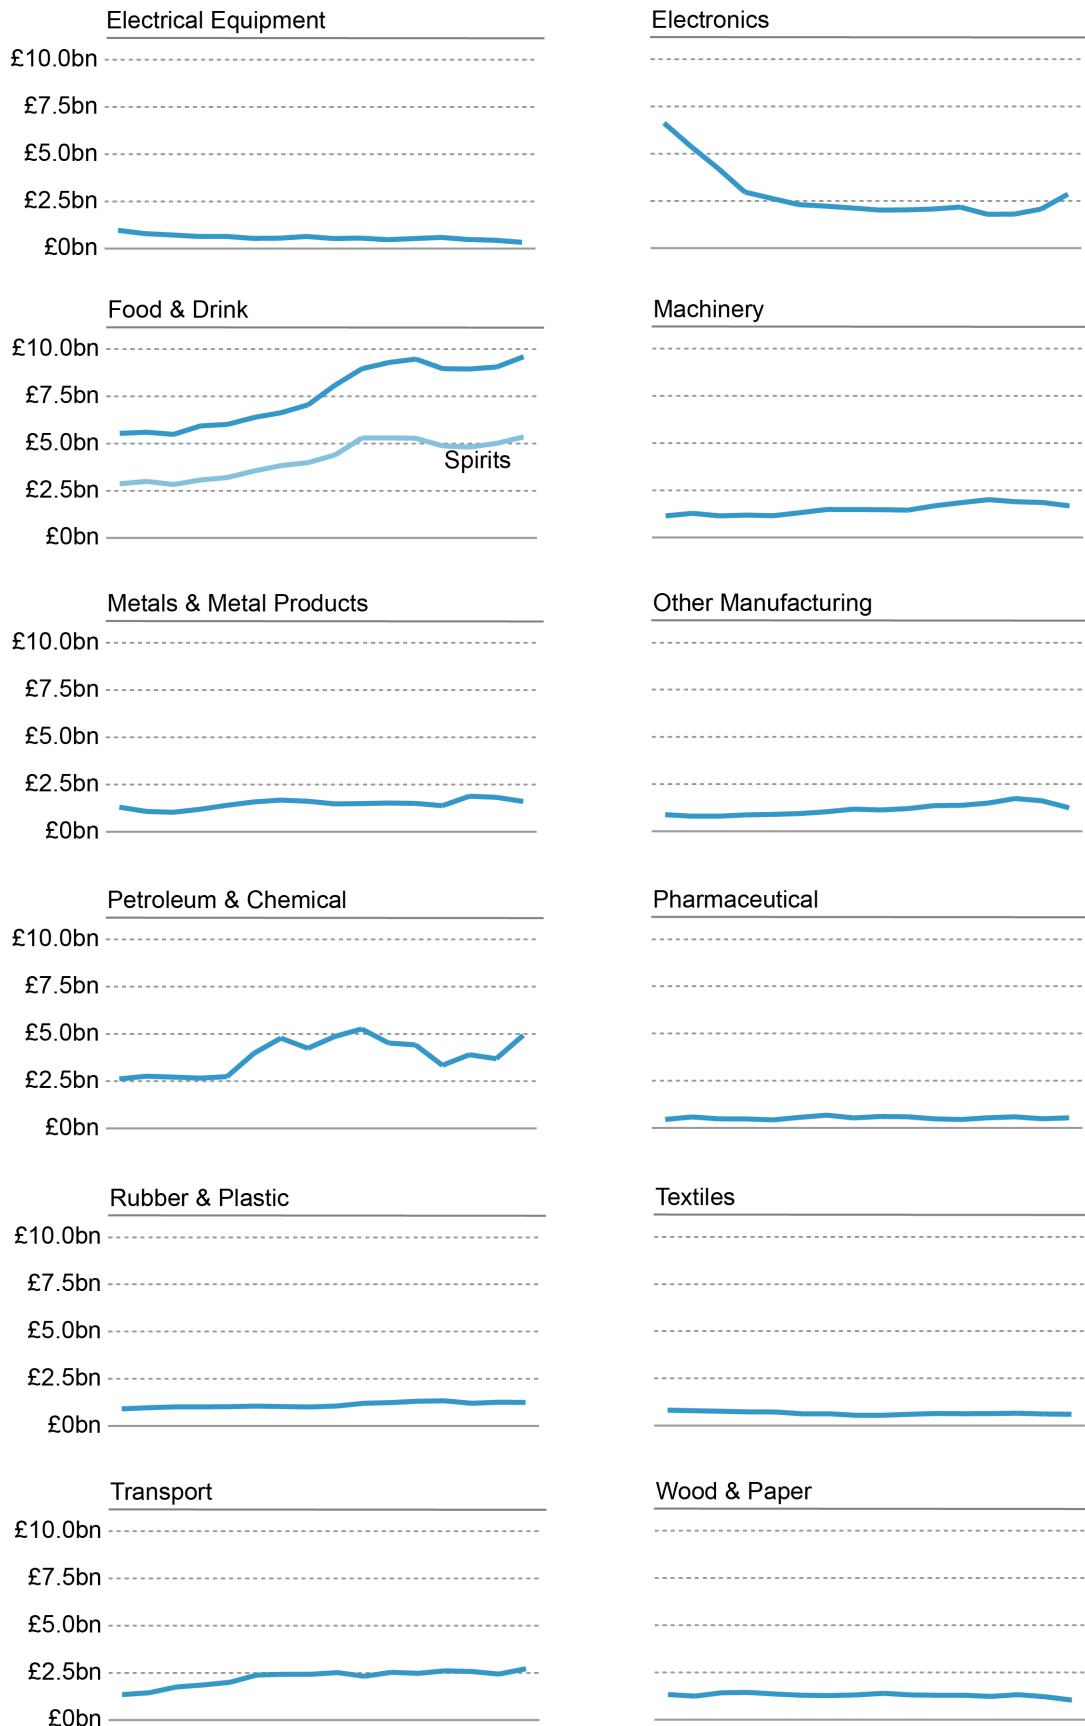 Electrical Equipment
Electronics
£10.0bn
£7.5bn
£5.0bn
£2.5bn
£0bn
Food & Drink
Machinery
£10.0bn
£7.5bn
£5.0bn
Spirits
£2.5bn
£0bn
Metals & Metal Products
Other Manufacturing
£10.0bn
£7.5bn
£5.0bn
£2.5bn
£0bn
Petroleum & Chemical
Pharmaceutical
£10.0bn
£7.5bn
£5.0bn
£2.5bn
£0bn
Rubber & Plastic
Textiles
£10.0bn
£7.5bn
£5.0bn
£2.5bn
£0bn
Transport
Wood & Paper
£10.0bn
£7.5bn
£5.0bn
£2.5bn
£0bn